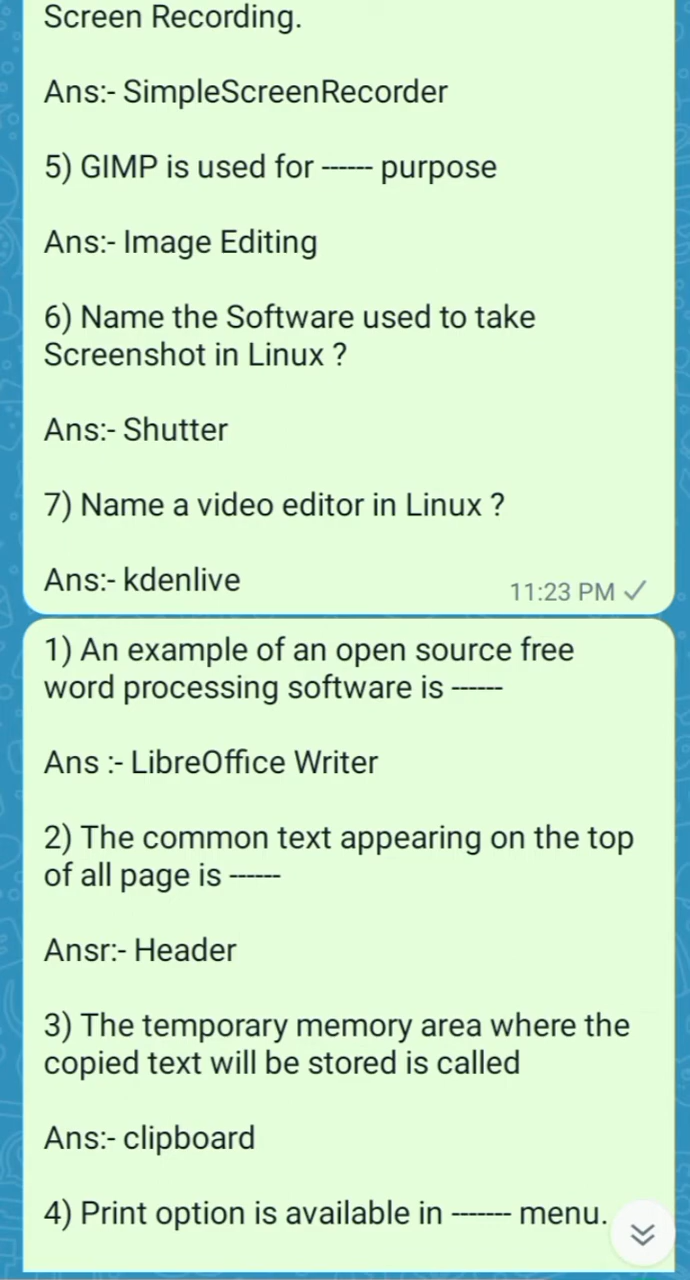 Screen Recording.
Ans:- SimpleScreenRecorder
5) GIMP is used for ------ purpose
Ans:- Image Editing
6) Name the Software used to take
Screenshot in Linux ?
Ans:- Shutter
7) Name a video editor in Linux ?
Ans:- kdenlive
11:23 PM
1) An example of an open source free
word processing software is ------
Ans :- LibreOffice Writer
2) The common text appearing on the top
of all page is ------
Ansr:- Header
3) The temporary memory area where the
copied text will be stored is called
Ans:- clipboard
4) Print option is available in ------- menu.